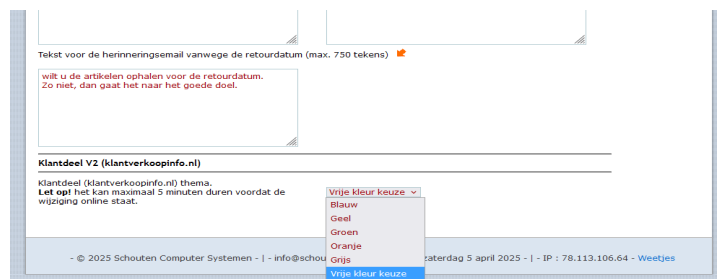 Tekst voor de herinneringsemail vanwege de retourdatum (max. 750 tekens)
wilt u de artikelen ophalen voor de retourdatum.
Zo niet, dan gaat het naar het goede doel.
Klantdeel V2 (klantverkoopinfo.nl)
Klantdeel (klantverkoopinfo.nl) thema.
Let op! het kan maximaal 5 minuten duren voordat de
wijziging online staat.
Vrije kleur keuze
Blauw
Geel
Groen
Oranje
Grijs
Vrije kleur keuze
- © 2025 Schouten Computer Systemen - | - info@schou zaterdag 5 april 2025 - | - IP : 78.113.106.64 - Weetjes